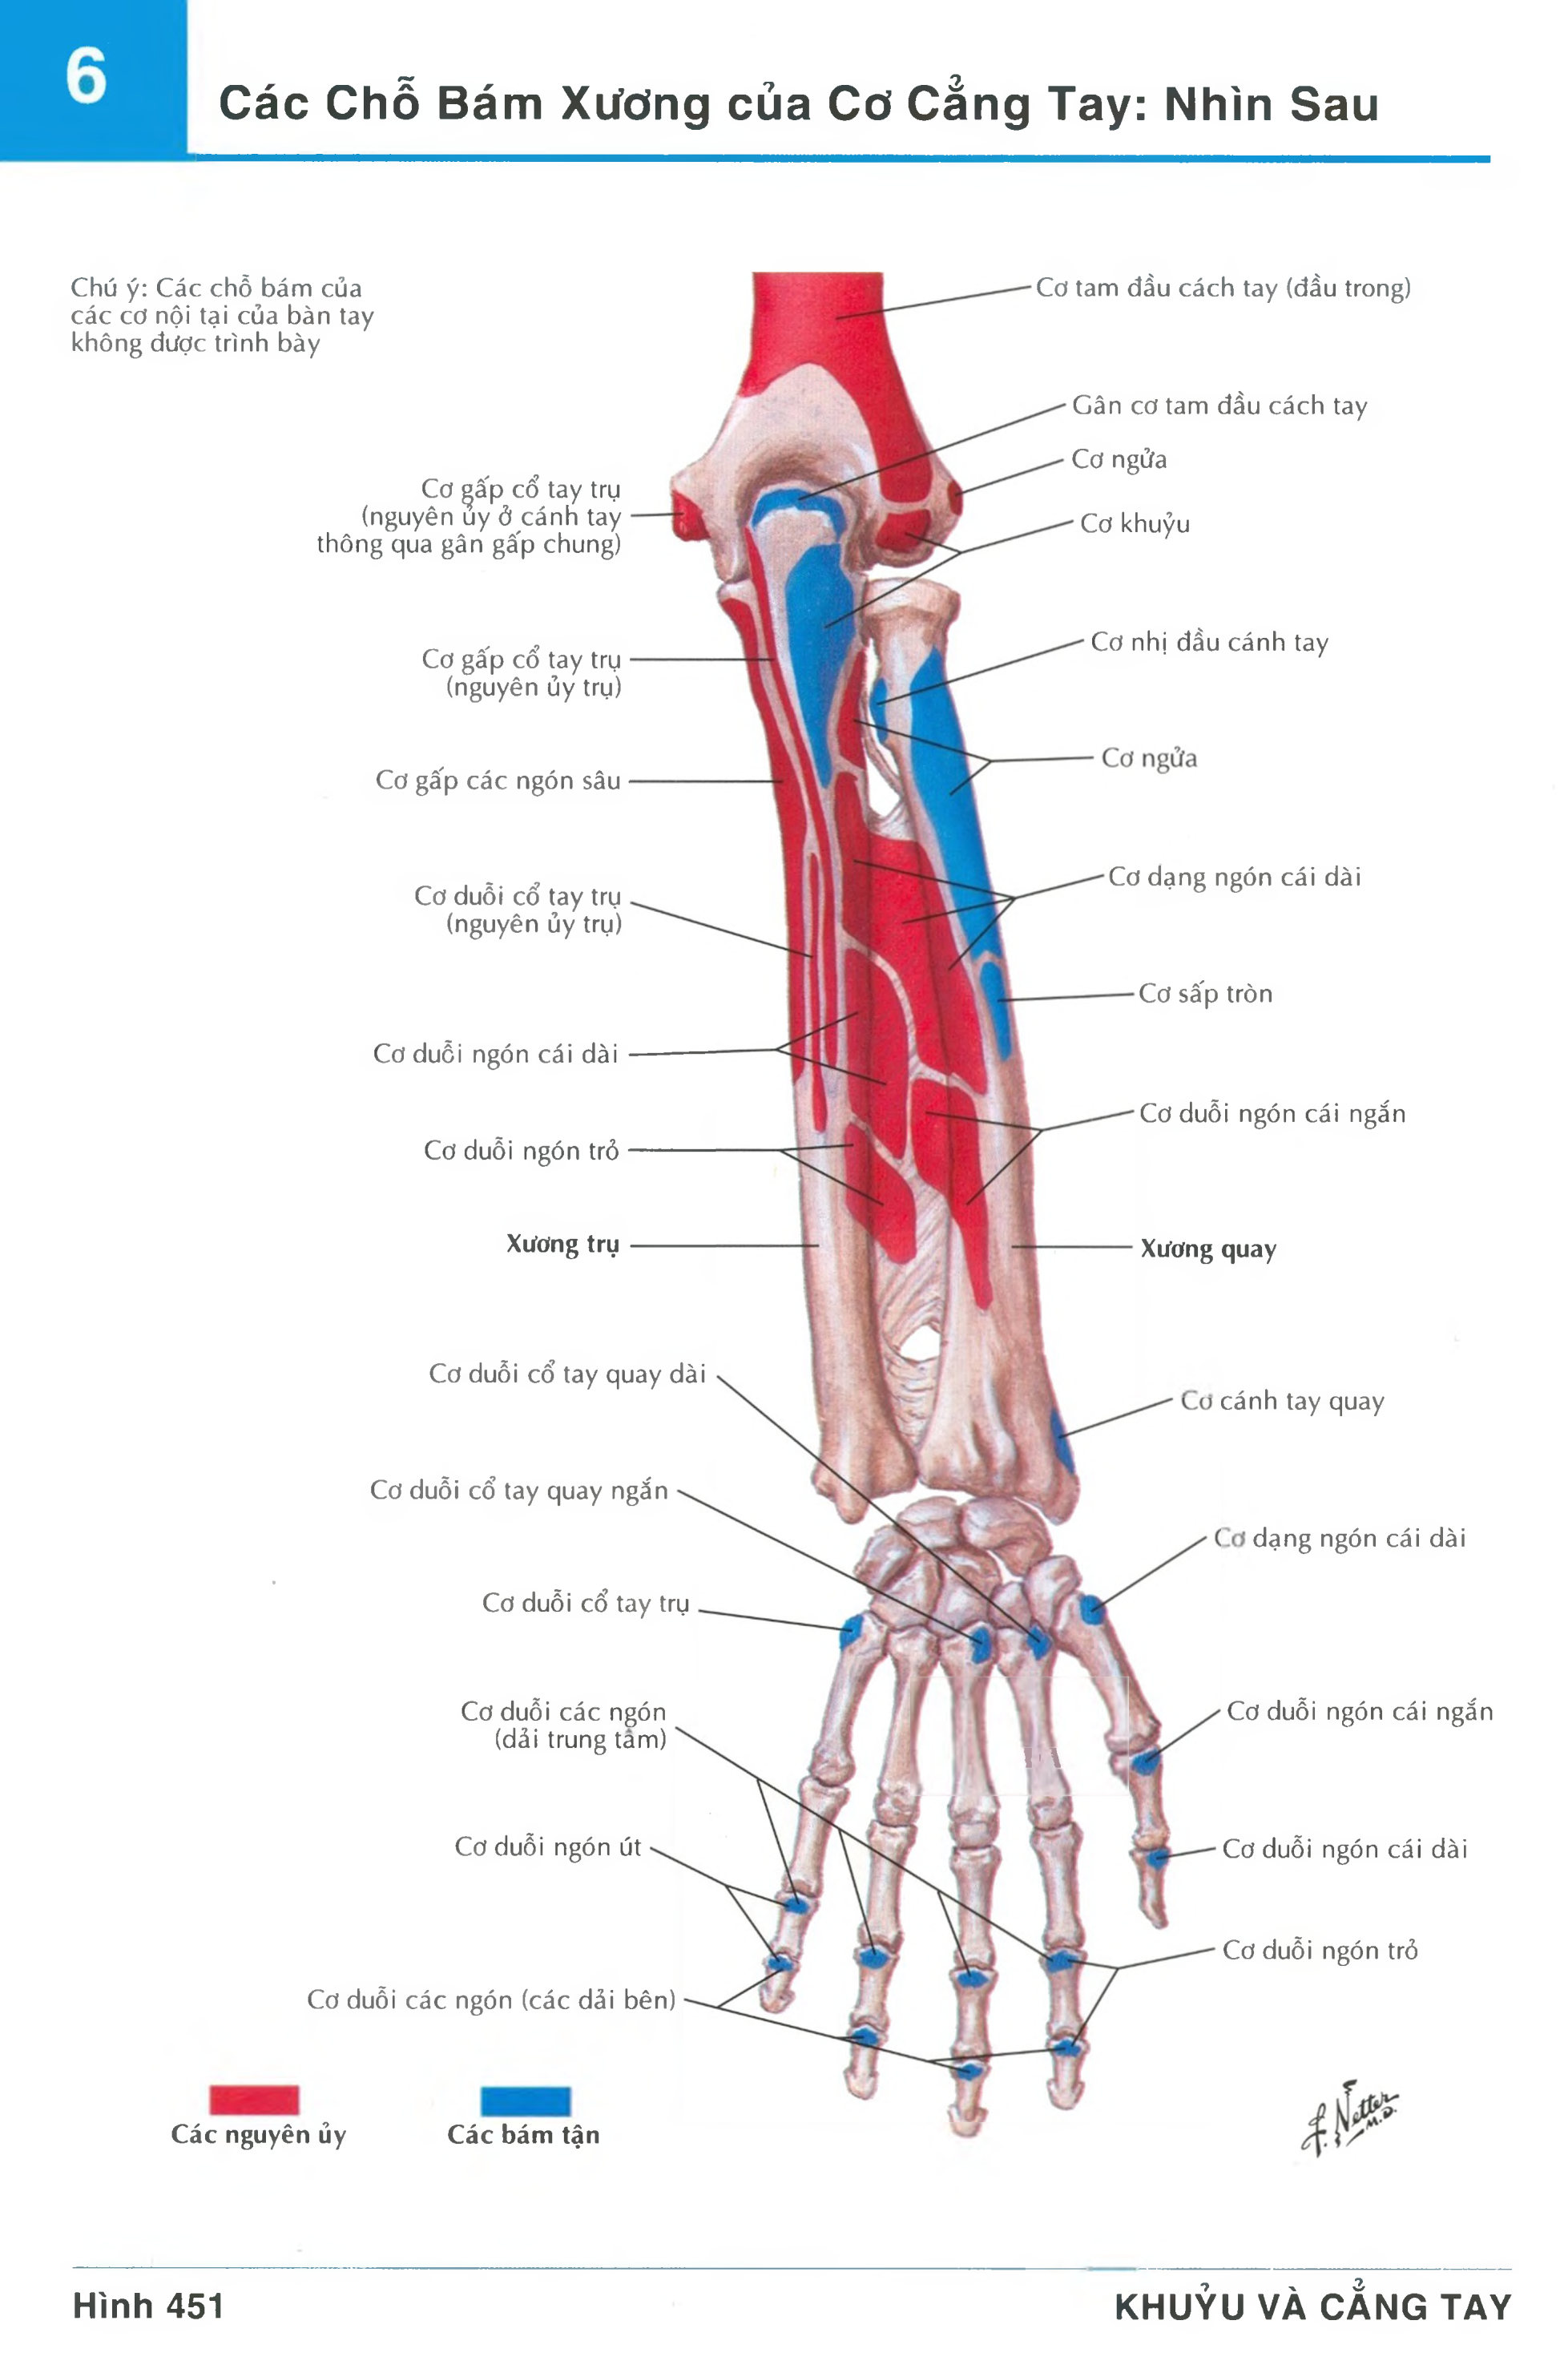 6
Các Chỗ Bám Xương của Cơ Cẳng Tay: Nhìn Sau
Chú ý: Các chỗ bám của
các cơ nội tại của bàn tay
không được trình bày
Cơ tam đầu cách tay (đầu trong)
Gân cơ tam đầu cách tay
Cơ ngửa
Cơ gấp cổ tay trụ
(nguyên ủy ở cánh tay
thông qua gân gấp chung)
Cơ khuỷu
Cơ nhị đầu cánh tay
Cơ gấp cổ tay trụ
(nguyên ủy trụ)
Cơ ngửa
Cơ gấp các ngón sâu
Cơ dạng ngón cái dài
Cơ duỗi cổ tay trụ
(nguyên ủy trụ)
Cơ sấp tròn
Cơ duỗi ngón cái dài
Cơ duỗi ngón cái ngắn
Cơ duỗi ngón trỏ
Xương trụ
Xương quay
Cơ duỗi cổ tay quay dài
Cơ cánh tay quay
Cơ duỗi cổ tay quay ngắn
Cơ dạng ngón cái dài
Cơ duỗi cổ tay trụ
Cơ duỗi các ngón
(dải trung tâm)
Cơ duỗi ngón cái ngắn
Cơ duỗi ngón út
Cơ duỗi ngón cái dài
Cơ duỗi ngón trỏ
Cơ duỗi các ngón (các dải bên)
Các nguyên ủy
Các bám tận
F. Netter
M.D.
Hình 451
KHUỶU VÀ CẲNG TAY